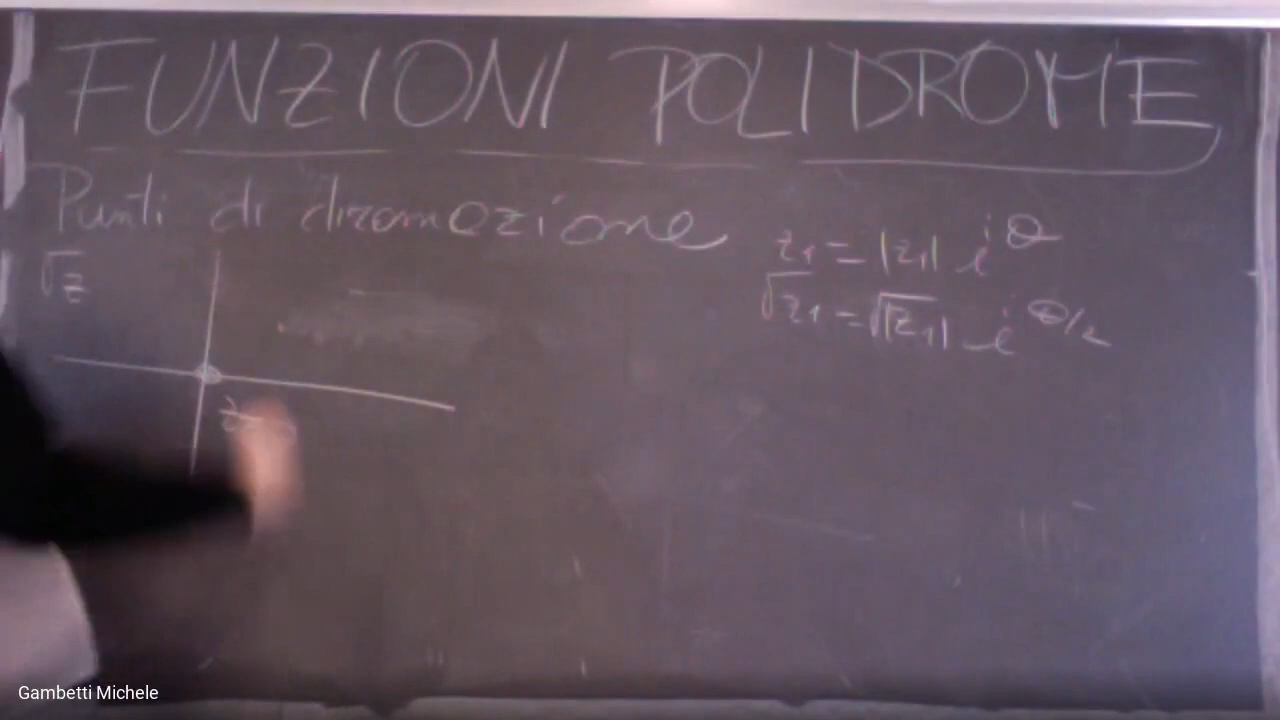 FUNZIONI POLIDROME
Punti di diramazione
√z
z₁ = |z₁| e^{iθ}
√z₁ = √|z₁| e^{iθ/2}
Gambetti Michele